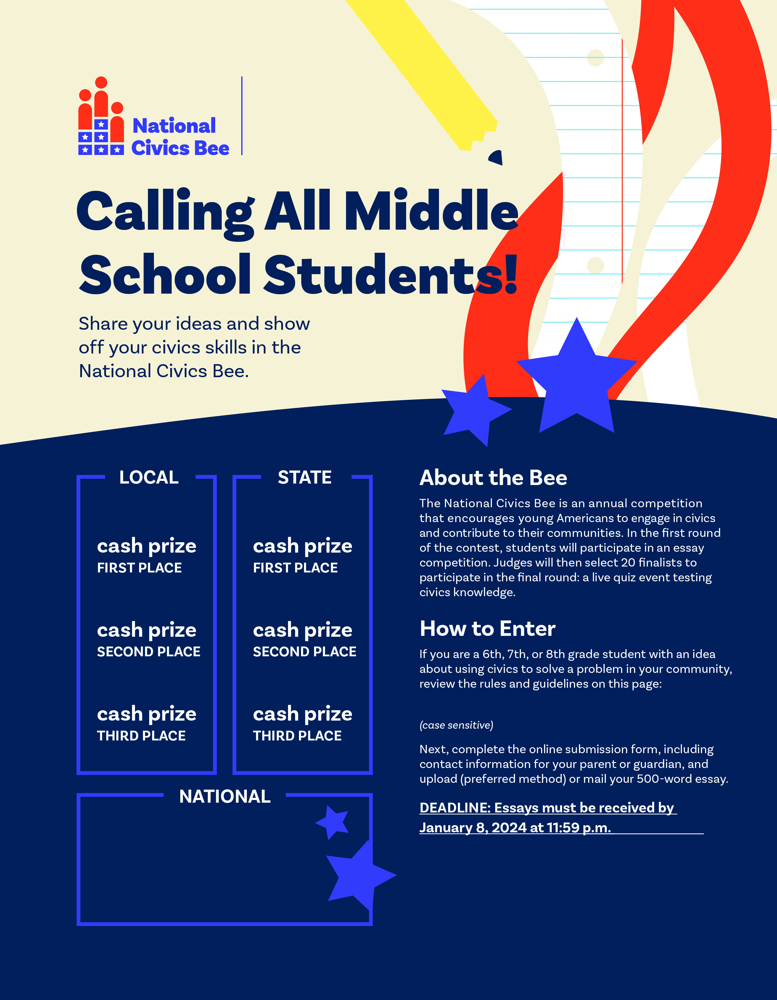 National
Civics Bee
Calling All Middle
School Students!
Share your ideas and show
off your civics skills in the
National Civics Bee.
LOCAL
cash prize
FIRST PLACE
cash prize
SECOND PLACE
cash prize
THIRD PLACE
STATE
cash prize
FIRST PLACE
cash prize
SECOND PLACE
cash prize
THIRD PLACE
NATIONAL
About the Bee
The National Civics Bee is an annual competition
that encourages young Americans to engage in civics
and contribute to their communities. In the first round
of the contest, students will participate in an essay
competition. Judges will then select 20 finalists to
participate in the final round: a live quiz event testing
civics knowledge.
How to Enter
If you are a 6th, 7th, or 8th grade student with an idea
about using civics to solve a problem in your community,
review the rules and guidelines on this page:
(case sensitive)
Next, complete the online submission form, including
contact information for your parent or guardian, and
upload (preferred method) or mail your 500-word essay.
DEADLINE: Essays must be received by
January 8, 2024 at 11:59 p.m.